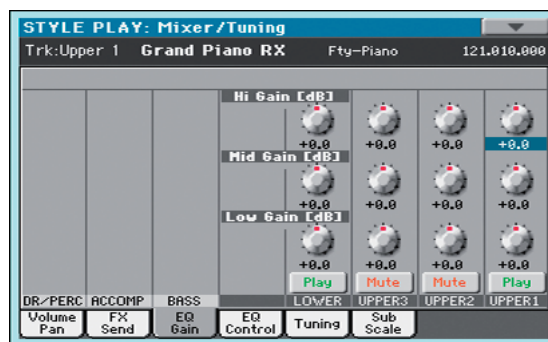 STYLE PLAY: Mixer/Tuning
Trk:Upper 1 Grand Piano RX Fty-Piano 121.010.000
Hi Gain [dB]
+0.0 +0.0 +0.0 +0.0
Mid Gain [dB]
+0.0 +0.0 +0.0 +0.0
Low Gain [dB]
+0.0 +0.0 +0.0 +0.0
Play Mute Mute Play
DR/PERC ACCOMP BASS LOWER UPPER3 UPPER2 UPPER1
Volume Pan FX Send EQ Gain EQ Control Tuning Sub Scale